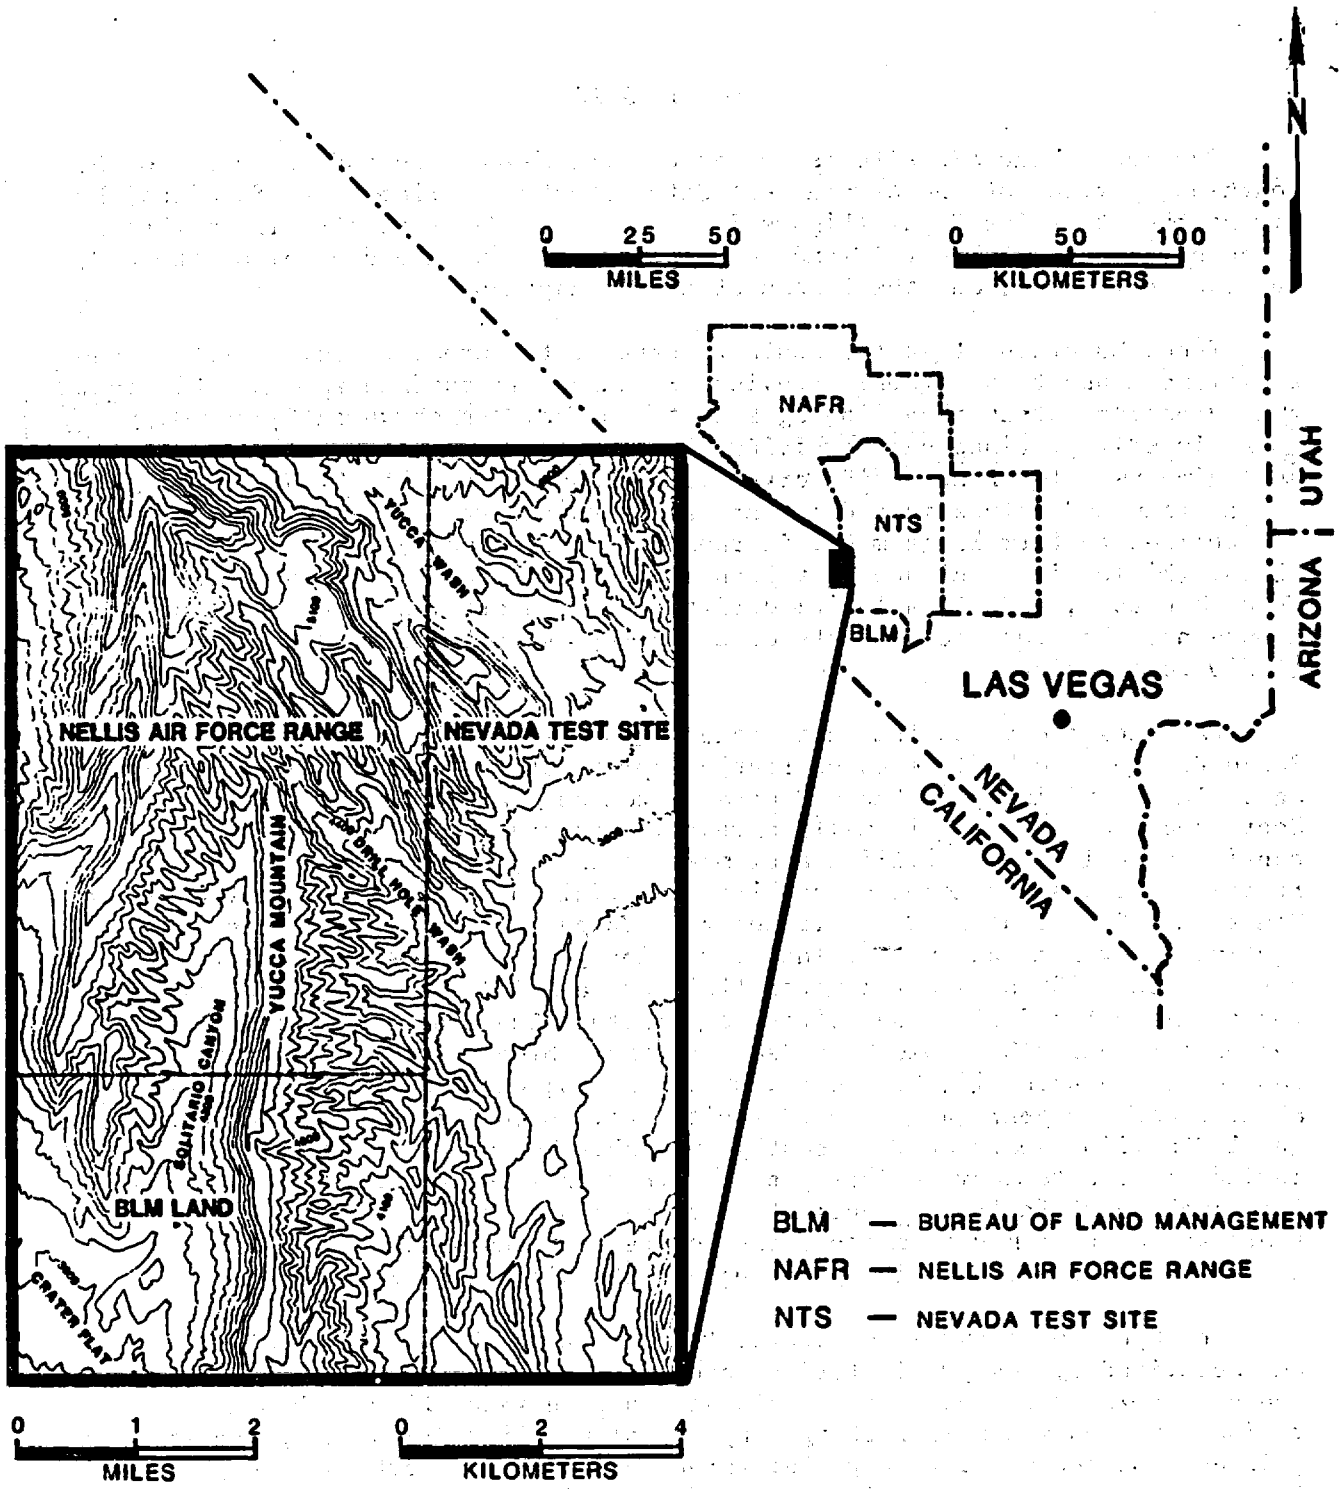 N
0 25 50
MILES
0 50 100
KILOMETERS
NAFR
NTS
BLM
UTAH
ARIZONA
LAS VEGAS
NEVADA
CALIFORNIA
YUCCA WASH
5100
NELLIS AIR FORCE RANGE
NEVADA TEST SITE
DRILL HOLE WASH
YUCCA MOUNTAIN
SOLITARIO CANYON
BLM LAND
4100
CRATER FLAT
BLM — BUREAU OF LAND MANAGEMENT
NAFR — NELLIS AIR FORCE RANGE
NTS — NEVADA TEST SITE
0 1 2
MILES
0 2 4
KILOMETERS